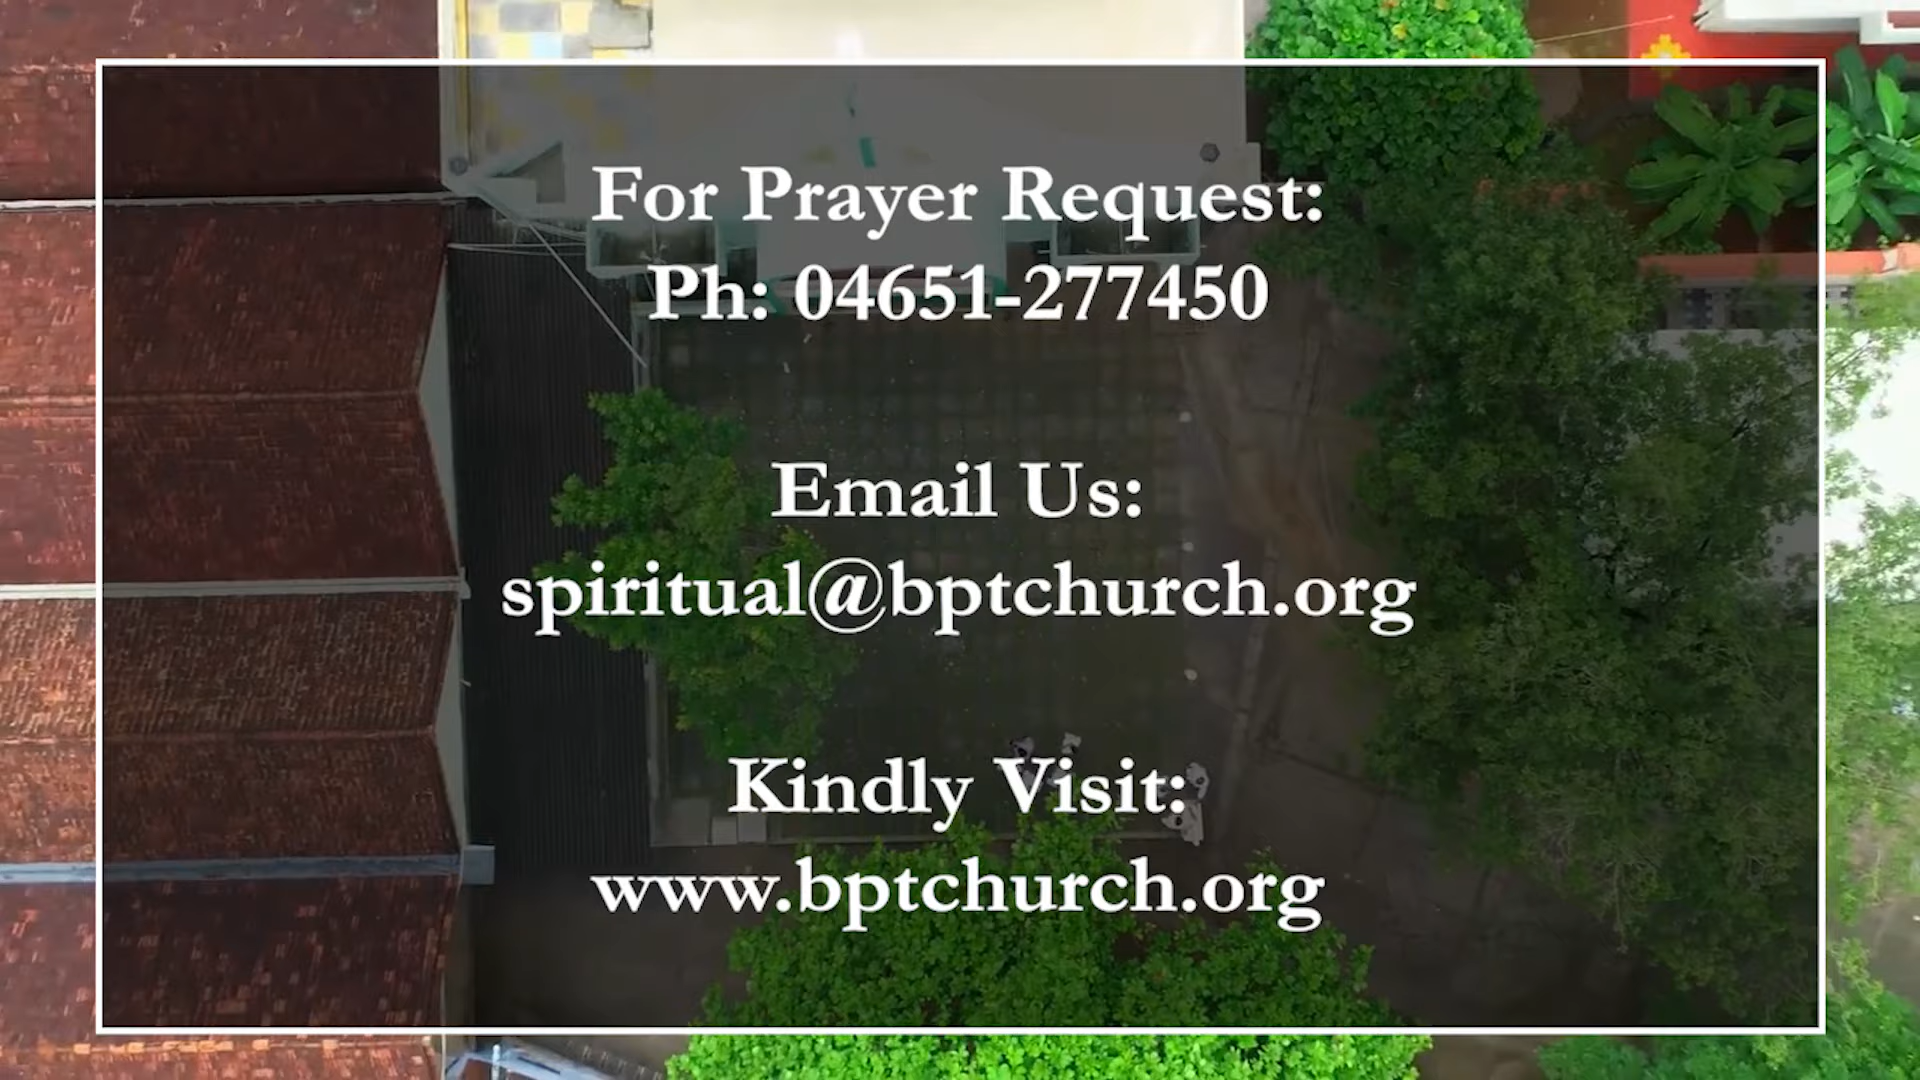 For Prayer Request:
Ph: 04651-277450
Email Us:
spiritual@bptchurch.org
Kindly Visit:
www.bptchurch.org